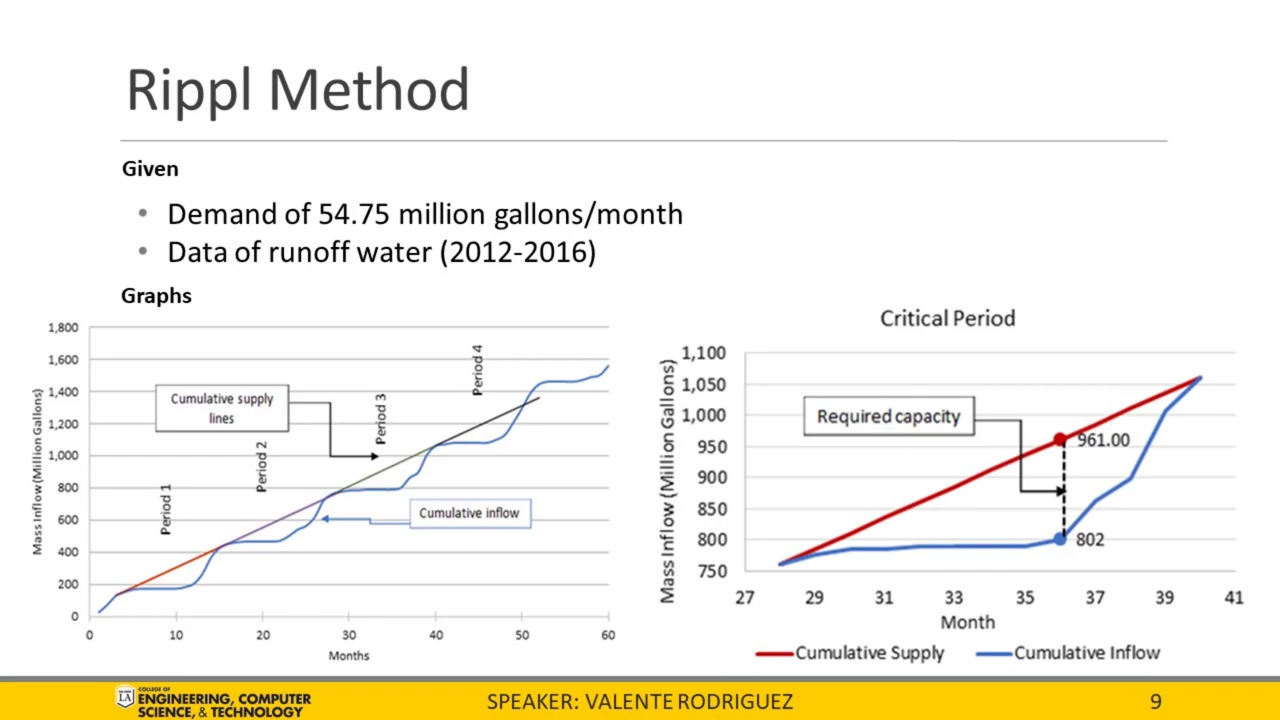 Rippl Method
Given
• Demand of 54.75 million gallons/month
• Data of runoff water (2012-2016)
Graphs
1,800
1,600
1,400
1,200
1,000
800
600
400
200
0
Mass Inflow (Million Gallons)
0 10 20 30 40 50 60
Months
Period 1
Period 2
Period 3
Period 4
Cumulative supply
lines
Cumulative inflow
Critical Period
1,100
1,050
1,000
950
900
850
800
750
Mass Inflow (Million Gallons)
Required capacity
961.00
802
27 29 31 33 35 37 39 41
Month
Cumulative Supply Cumulative Inflow
LA
COLLEGE OF
ENGINEERING, COMPUTER
SCIENCE, & TECHNOLOGY
SPEAKER: VALENTE RODRIGUEZ
9